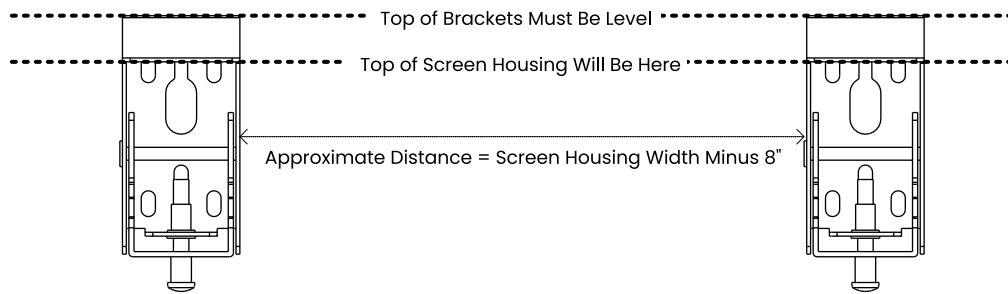 Top of Brackets Must Be Level
Top of Screen Housing Will Be Here
Approximate Distance = Screen Housing Width Minus 8"